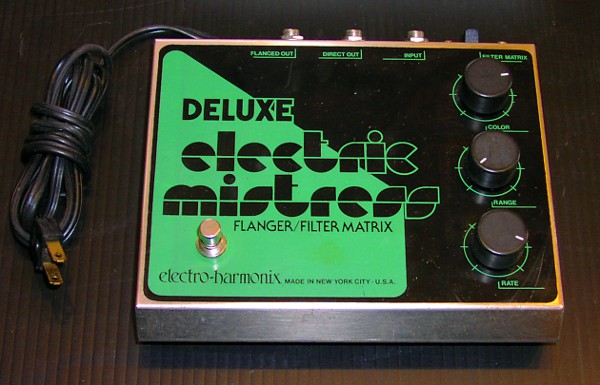 FLANGED OUT
DIRECT OUT
INPUT
FILTER MATRIX
DELUXE
COLOR
electric
mistress
RANGE
FLANGER/FILTER MATRIX
electro-harmonix MADE IN NEW YORK CITY - U.S.A.
RATE